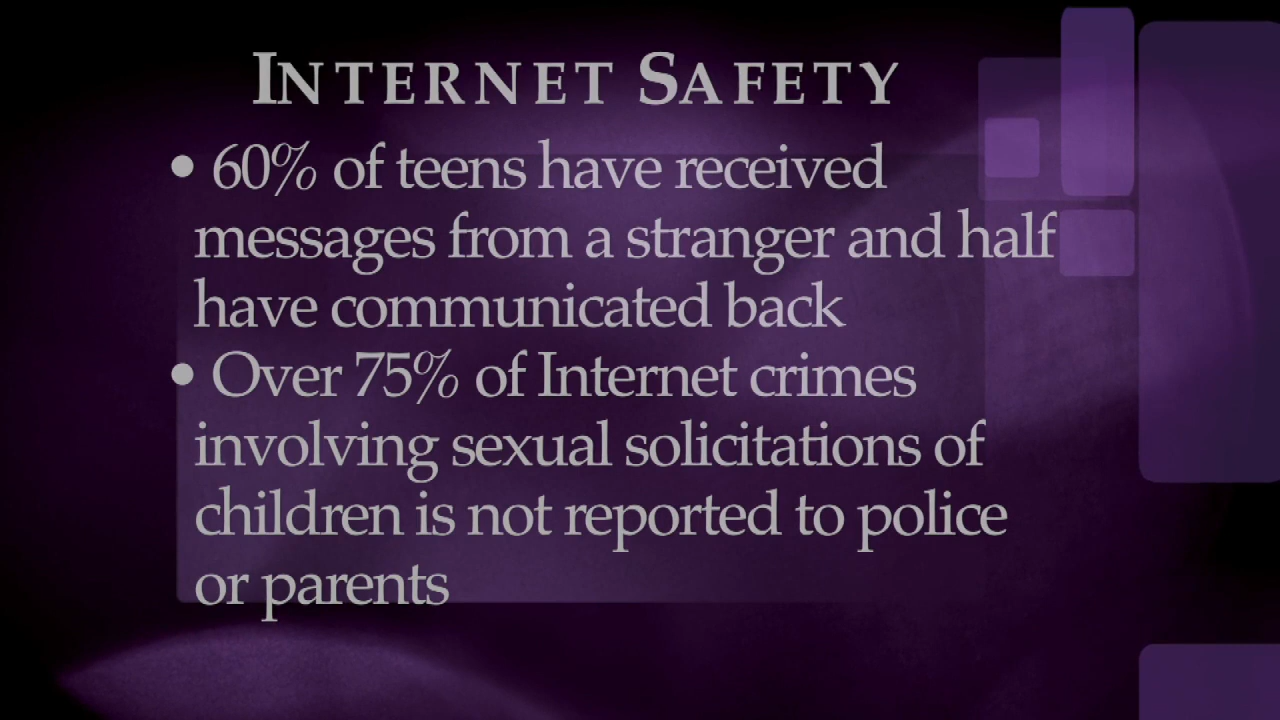 INTERNET SAFETY
• 60% of teens have received
messages from a stranger and half
have communicated back
• Over 75% of Internet crimes
involving sexual solicitations of
children is not reported to police
or parents